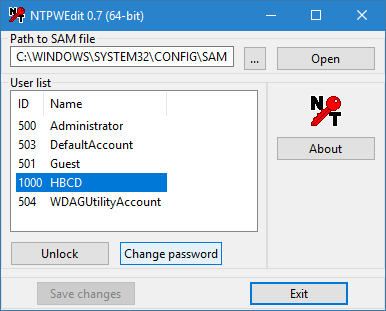 NTPWEdit 0.7 (64-bit)
Path to SAM file
C:\WINDOWS\SYSTEM32\CONFIG\SAM ... Open
User list
ID Name
500 Administrator
503 DefaultAccount
501 Guest
1000 HBCD
504 WDAGUtilityAccount
NT
About
Unlock Change password
Save changes Exit